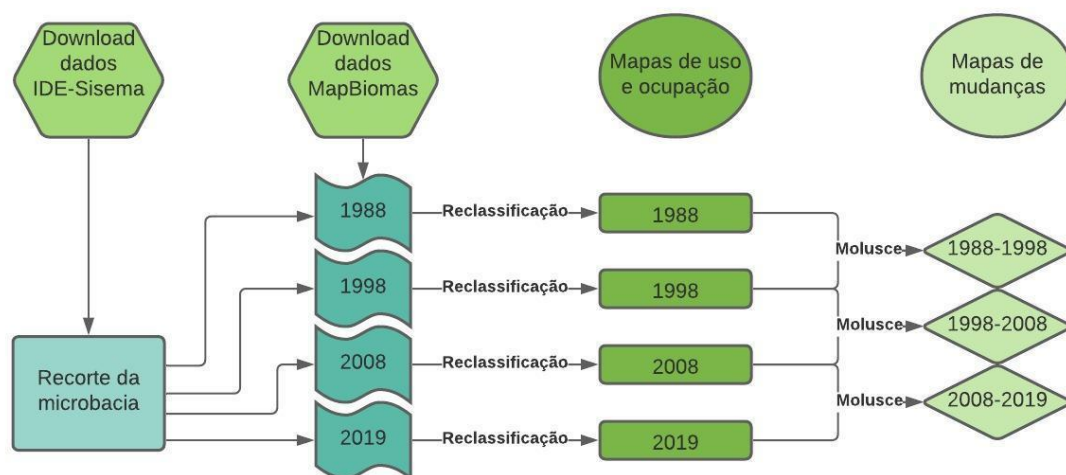 Download
dados
IDE-Sisema
Download
dados
MapBiomas
Mapas de uso
e ocupação
Mapas de
mudanças
1988
Reclassificação
1988
Molusce
1988-1998
1998
Reclassificação
1998
Molusce
1998-2008
Recorte da
microbacia
2008
Reclassificação
2008
Molusce
2008-2019
2019
Reclassificação
2019